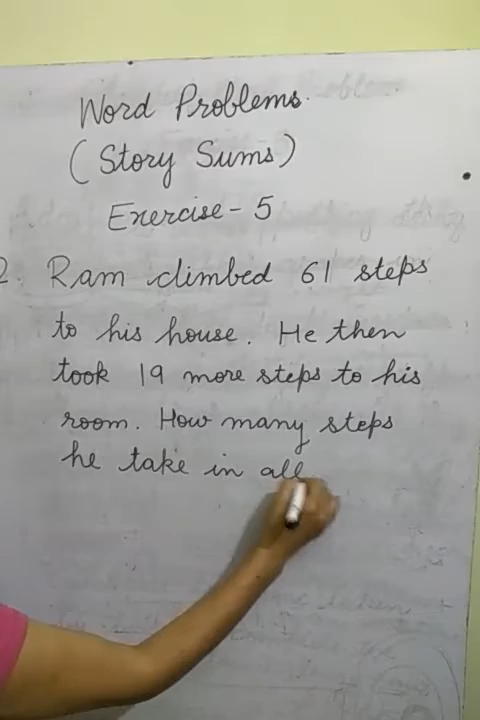 Word Problems.
(Story Sums)
Exercise - 5
2. Ram climbed 61 steps
to his house. He then
took 19 more steps to his
room. How many steps
he take in all